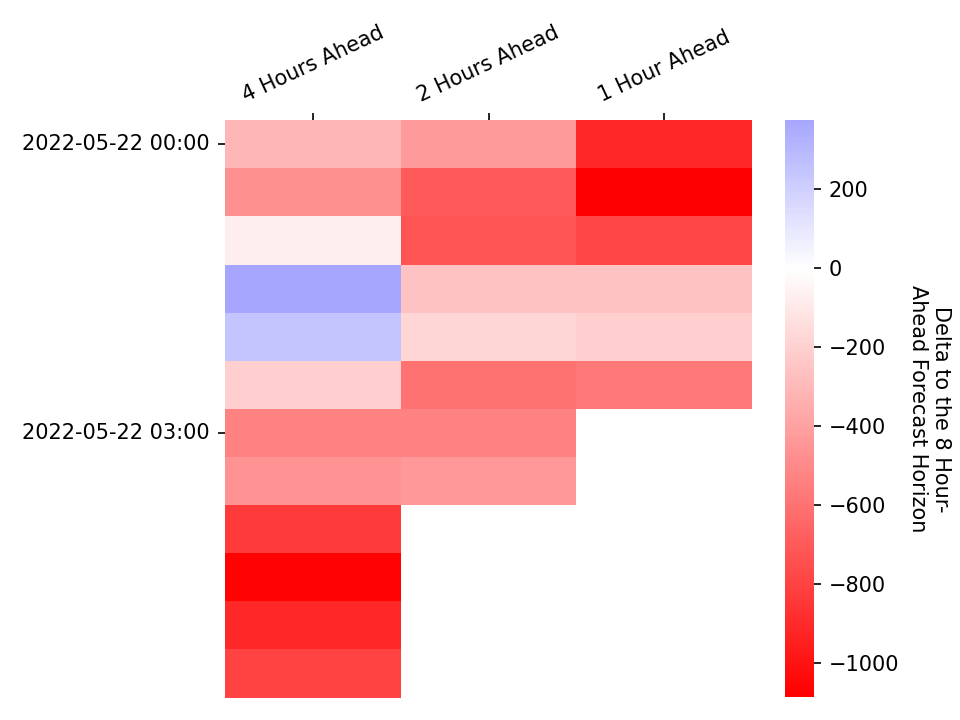 4 Hours Ahead
2 Hours Ahead
1 Hour Ahead
2022-05-22 00:00
2022-05-22 03:00
200
0
−200
−400
−600
−800
−1000
Delta to the 8 Hour-
Ahead Forecast Horizon